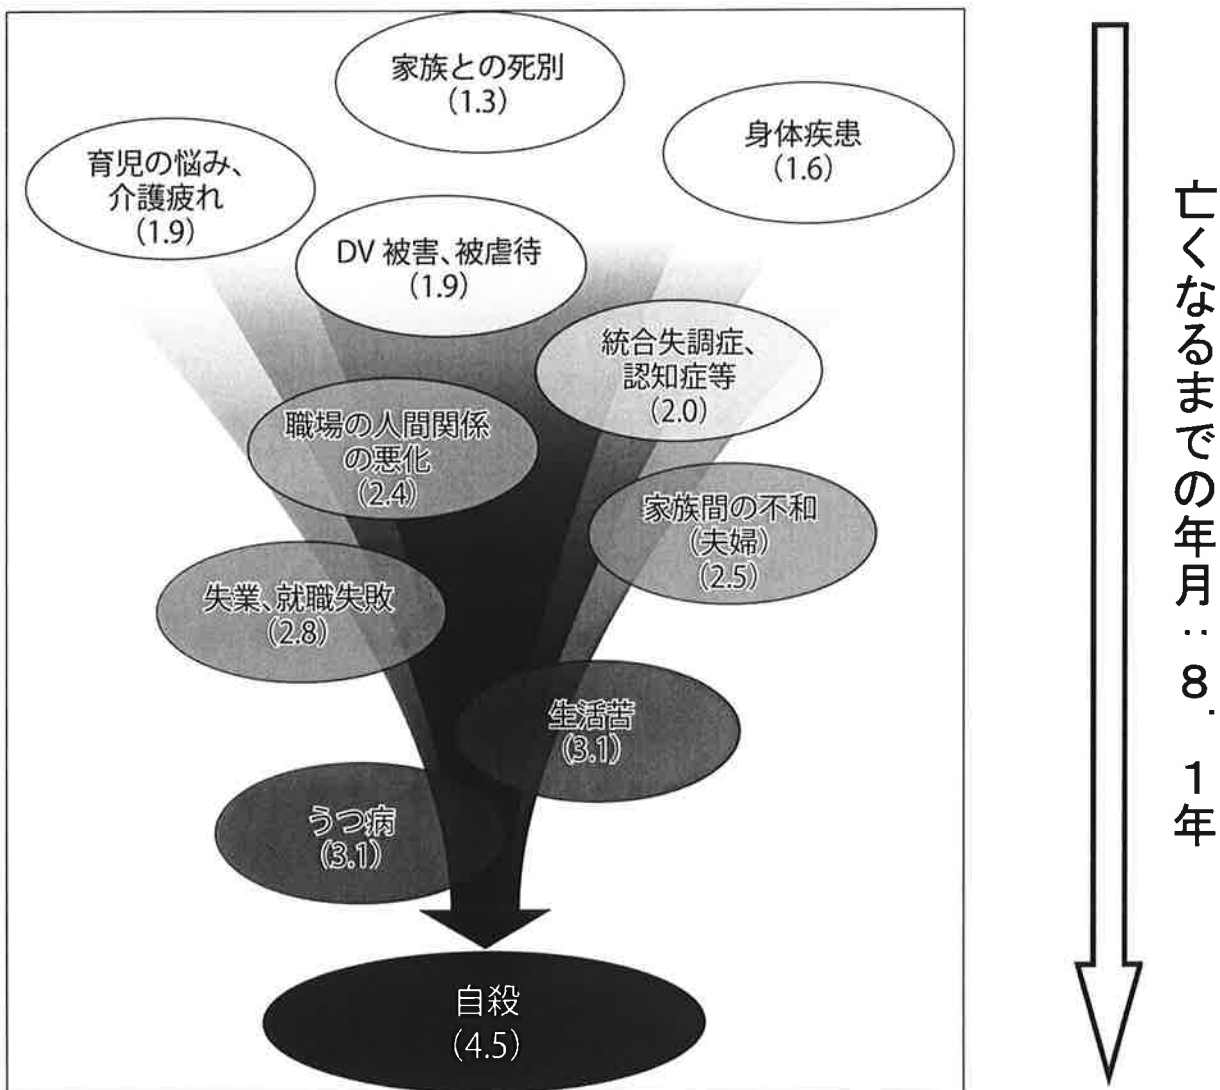 家族との死別
(1.3)
身体疾患
(1.6)
育児の悩み、
介護疲れ
(1.9)
DV 被害、被虐待
(1.9)
統合失調症、
認知症等
(2.0)
職場の人間関係
の悪化
(2.4)
家族間の不和
(夫婦)
(2.5)
失業、就職失敗
(2.8)
生活苦
(3.1)
うつ病
(3.1)
自殺
(4.5)
亡くなるまでの年月:8.1年